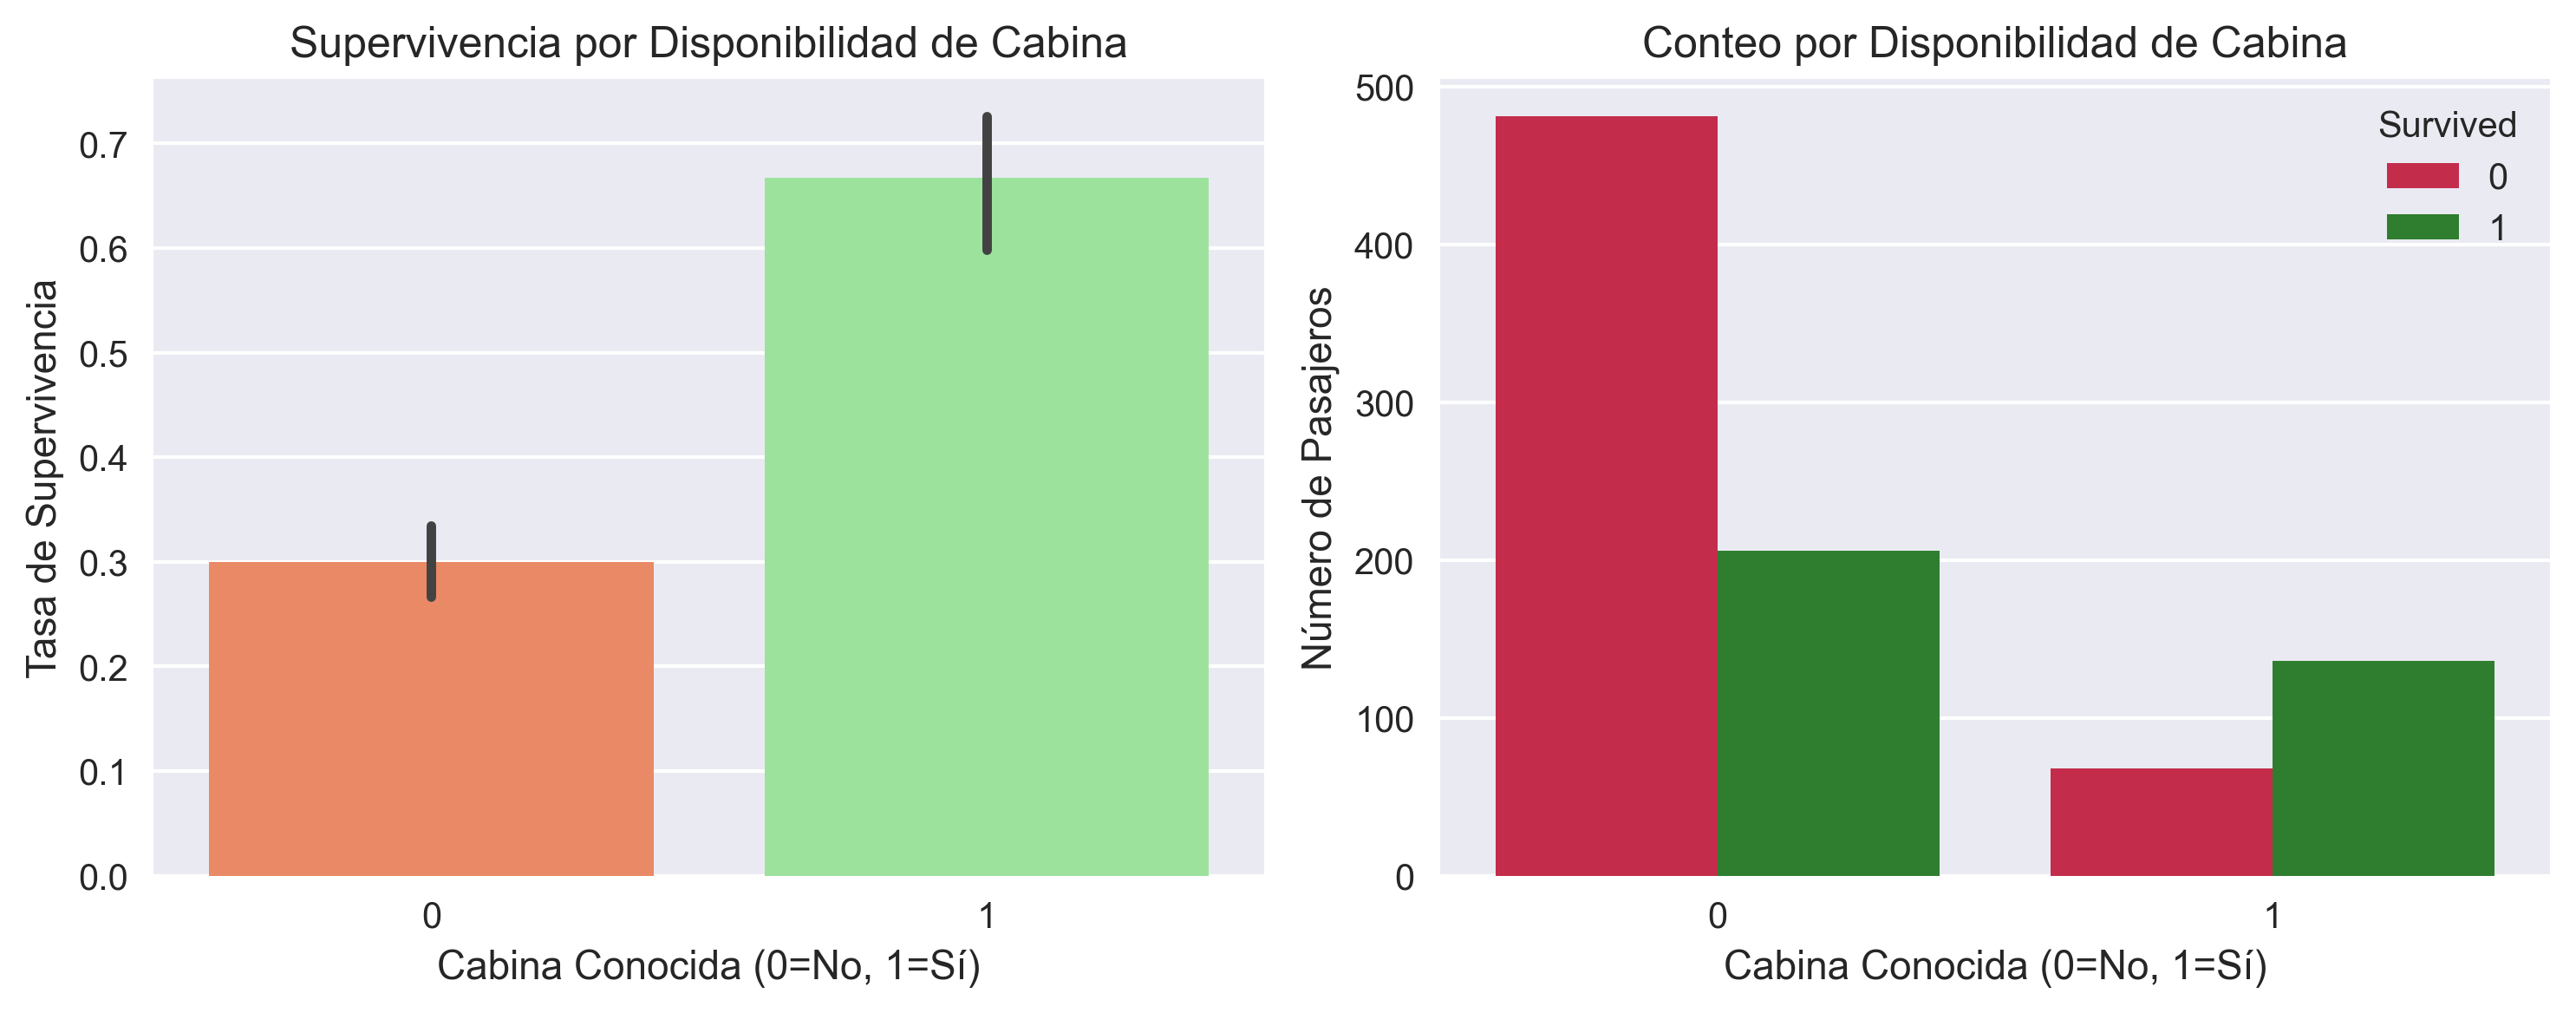 Supervivencia por Disponibilidad de Cabina
Tasa de Supervivencia
0.7
0.6
0.5
0.4
0.3
0.2
0.1
0.0
0 1
Cabina Conocida (0=No, 1=Sí)
Conteo por Disponibilidad de Cabina
Número de Pasajeros
500
400
300
200
100
0
Survived
0
1
0 1
Cabina Conocida (0=No, 1=Sí)